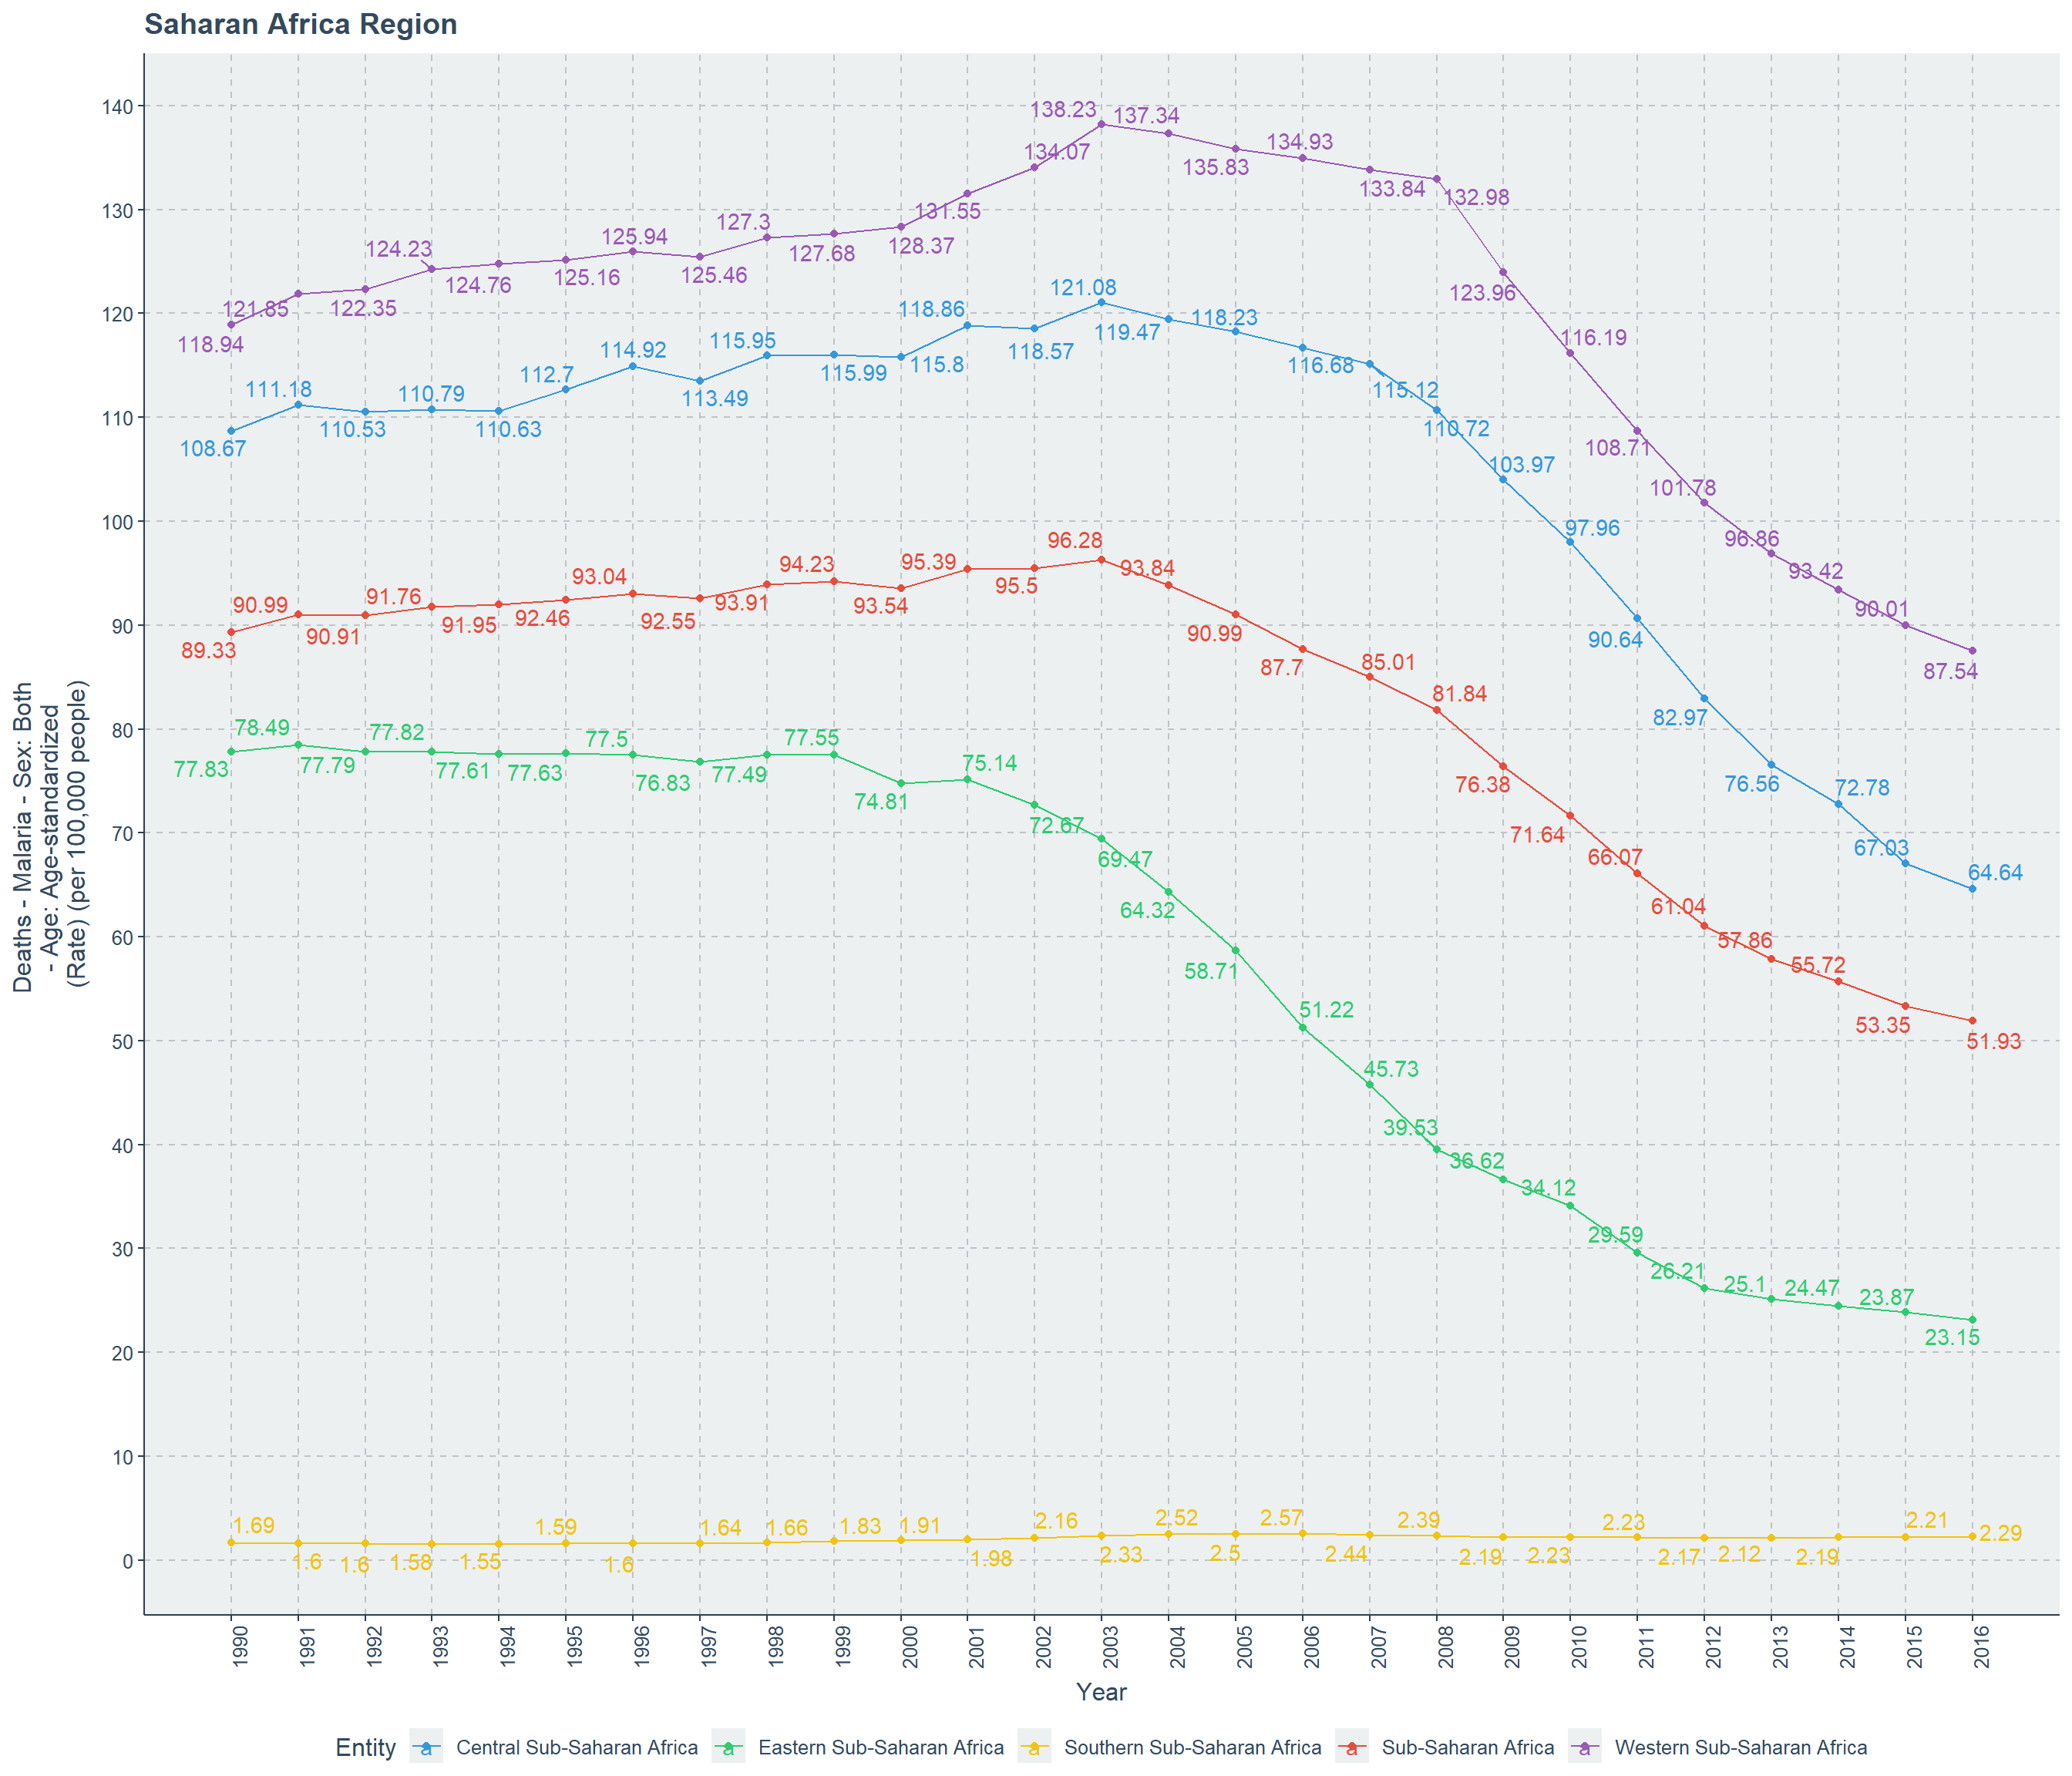 Saharan Africa Region
Deaths - Malaria - Sex: Both
- Age: Age-standardized
(Rate) (per 100,000 people)
140
130
120
110
100
90
80
70
60
50
40
30
20
10
0
118.94 121.85 122.35 124.23 124.76 125.16 125.94 125.46 127.3 127.68 128.37 131.55 134.07 138.23 137.34 135.83 134.93 133.84 132.98 123.96 116.19 108.71 101.78 96.86 93.42 90.01 87.54
108.67 111.18 110.53 110.79 110.63 112.7 114.92 113.49 115.95 115.99 115.8 118.86 118.57 121.08 119.47 118.23 116.68 115.12 110.72 103.97 97.96 90.64 82.97 76.56 72.78 67.03 64.64
89.33 90.99 90.91 91.76 91.95 92.46 93.04 92.55 93.91 94.23 93.54 95.39 95.5 96.28 93.84 90.99 87.7 85.01 81.84 76.38 71.64 66.07 61.04 57.86 55.72 53.35 51.93
77.83 78.49 77.79 77.82 77.61 77.63 77.5 76.83 77.49 77.55 74.81 75.14 72.67 69.47 64.32 58.71 51.22 45.73 39.53 36.62 34.12 29.59 26.21 25.1 24.47 23.87 23.15
1.69 1.6 1.6 1.58 1.55 1.59 1.6 1.64 1.66 1.83 1.91 1.98 2.16 2.33 2.52 2.5 2.57 2.44 2.39 2.19 2.23 2.23 2.17 2.12 2.19 2.21 2.29
1990 1991 1992 1993 1994 1995 1996 1997 1998 1999 2000 2001 2002 2003 2004 2005 2006 2007 2008 2009 2010 2011 2012 2013 2014 2015 2016
Year
Entity a Central Sub-Saharan Africa a Eastern Sub-Saharan Africa a Southern Sub-Saharan Africa a Sub-Saharan Africa a Western Sub-Saharan Africa